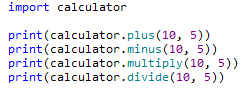 import calculator
print(calculator.plus(10, 5))
print(calculator.minus(10, 5))
print(calculator.multiply(10, 5))
print(calculator.divide(10, 5))